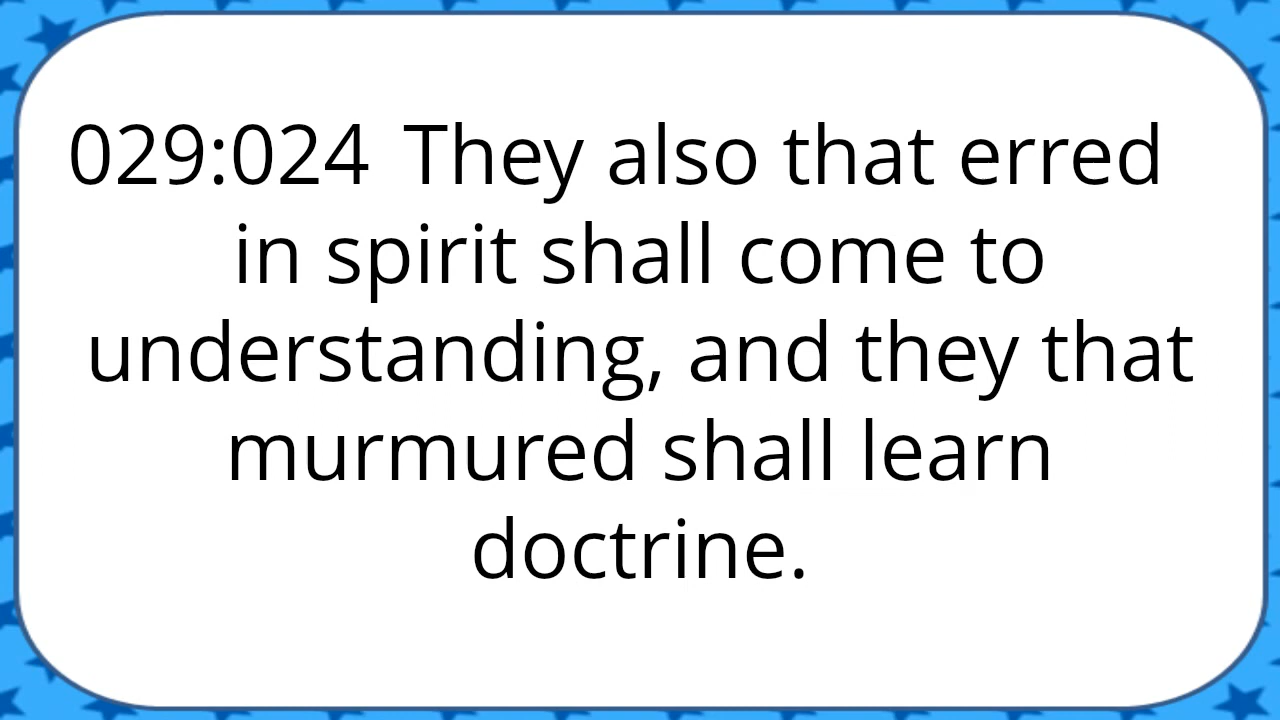 029:024 They also that erred
in spirit shall come to
understanding, and they that
murmured shall learn
doctrine.